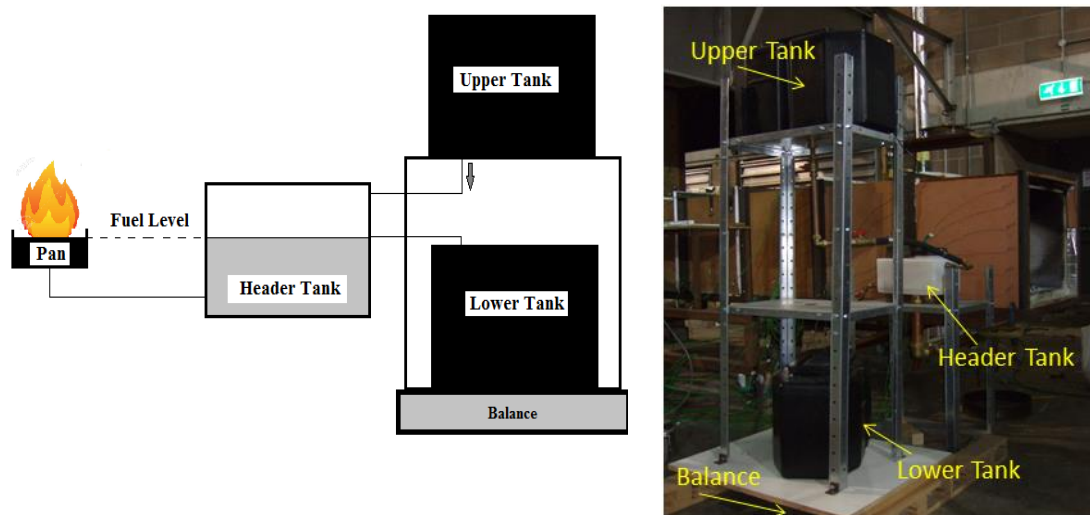 Upper Tank
Fuel Level
Pan
Header Tank
Lower Tank
Balance
Upper Tank
Header Tank
Lower Tank
Balance